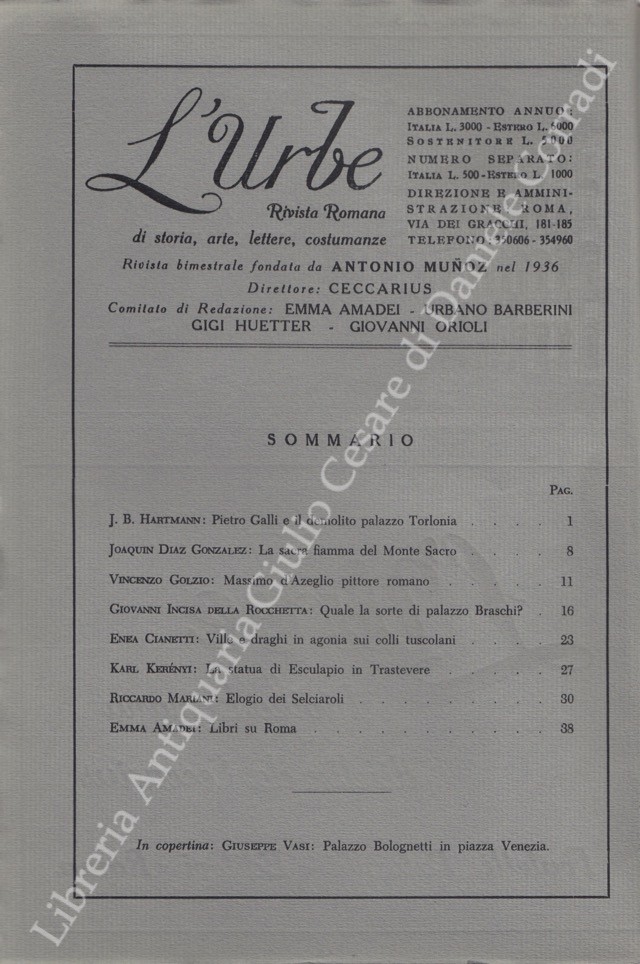 L'Urbe
Rivista Romana
di storia, arte, lettere, costumanze
ABBONAMENTO ANNUO:
ITALIA L. 3000 - ESTERO L. 6000
SOSTENITORE L. 5000
NUMERO SEPARATO:
ITALIA L. 500 - ESTERO L. 1000
DIREZIONE E AMMINI-
STRAZIONE ROMA,
VIA DEI GRACCHI, 181-185
TELEFONO: 350606 - 354960
Rivista bimestrale fondata da ANTONIO MUÑOZ nel 1936
Direttore: CECCARIUS
Comitato di Redazione: EMMA AMADEI - URBANO BARBERINI
GIGI HUETTER - GIOVANNI ORIOLI
SOMMARIO
PAG.
J. B. HARTMANN: Pietro Galli e il demolito palazzo Torlonia . . . . 1
JOAQUIN DIAZ GONZALEZ: La sacra fiamma del Monte Sacro . . . . 8
VINCENZO GOLZIO: Massimo d'Azeglio pittore romano . . . . . 11
GIOVANNI INCISA DELLA ROCCHETTA: Quale la sorte di palazzo Braschi? . 16
ENEA CIANETTI: Ville e draghi in agonia sui colli tuscolani . . . . 23
KARL KERÉNYI: La statua di Esculapio in Trastevere . . . . . 27
RICCARDO MARIANI: Elogio dei Selciaroli . . . . . . . . 30
EMMA AMADEI: Libri su Roma . . . . . . . . . . . 38
In copertina: GIUSEPPE VASI: Palazzo Bolognetti in piazza Venezia.
Libreria Antiquaria Giulio Cesare di Daniele Corradi